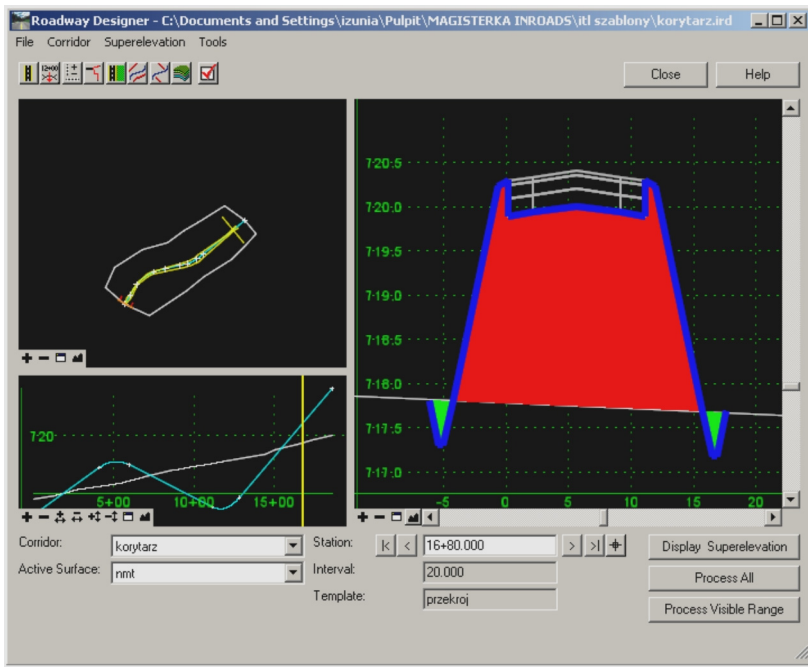 Roadway Designer - C:\Documents and Settings\izunia\Pulpit\MAGISTERKA INROADS\itl szablony\korytarz.ird
File Corridor Superelevation Tools
12+00
Close Help
720.5
720.0
719.5
719.0
718.5
718.0
717.5
717.0
-5 0 5 10 15 20
720
5+00 10+00 15+00
Corridor: korytarz Station: 16+80.000 Display Superelevation
Active Surface: nmt Interval: 20.000 Process All
Template: przekroj Process Visible Range